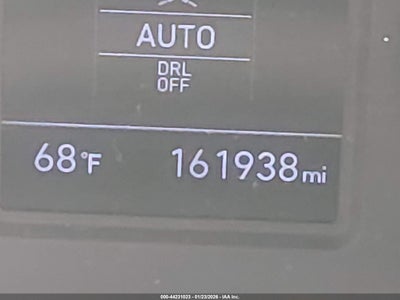 AUTO
DRL
OFF
68°F 161938mi
000-44231023 - 01/23/2026 - IAA Inc.